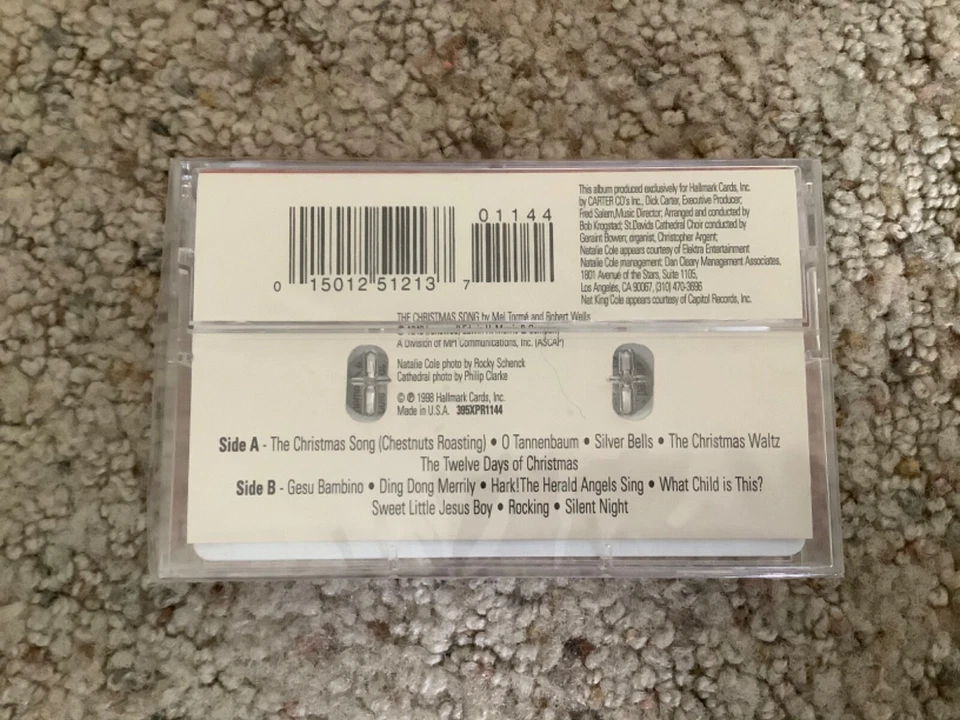 01144
0 15012 51213 7
This album produced exclusively for Hallmark Cards, Inc.
by CARTER CO's Inc., Dick Carter, Executive Producer;
Fred Salem,Music Director; Arranged and conducted by
Bob Krogstad; St.Davids Cathedral Choir conducted by
Geraint Bowen; organist, Christopher Argent;
Natalie Cole appears courtesy of Elektra Entertainment
Natalie Cole management: Dan Cleary Management Associates,
1801 Avenue of the Stars, Suite 1105,
Los Angeles, CA 90067, (310) 470-3696
Nat King Cole appears courtesy of Capitol Records, Inc.
THE CHRISTMAS SONG by Mel Tormé and Robert Wells
A Division of MPI Communications, Inc. (ASCAP)
Natalie Cole photo by Rocky Schenck
Cathedral photo by Philip Clarke
© ℗ 1998 Hallmark Cards, Inc.
Made in U.S.A. 395XPR1144
Side A - The Christmas Song (Chestnuts Roasting) • O Tannenbaum • Silver Bells • The Christmas Waltz
The Twelve Days of Christmas
Side B - Gesu Bambino • Ding Dong Merrily • Hark!The Herald Angels Sing • What Child is This?
Sweet Little Jesus Boy • Rocking • Silent Night